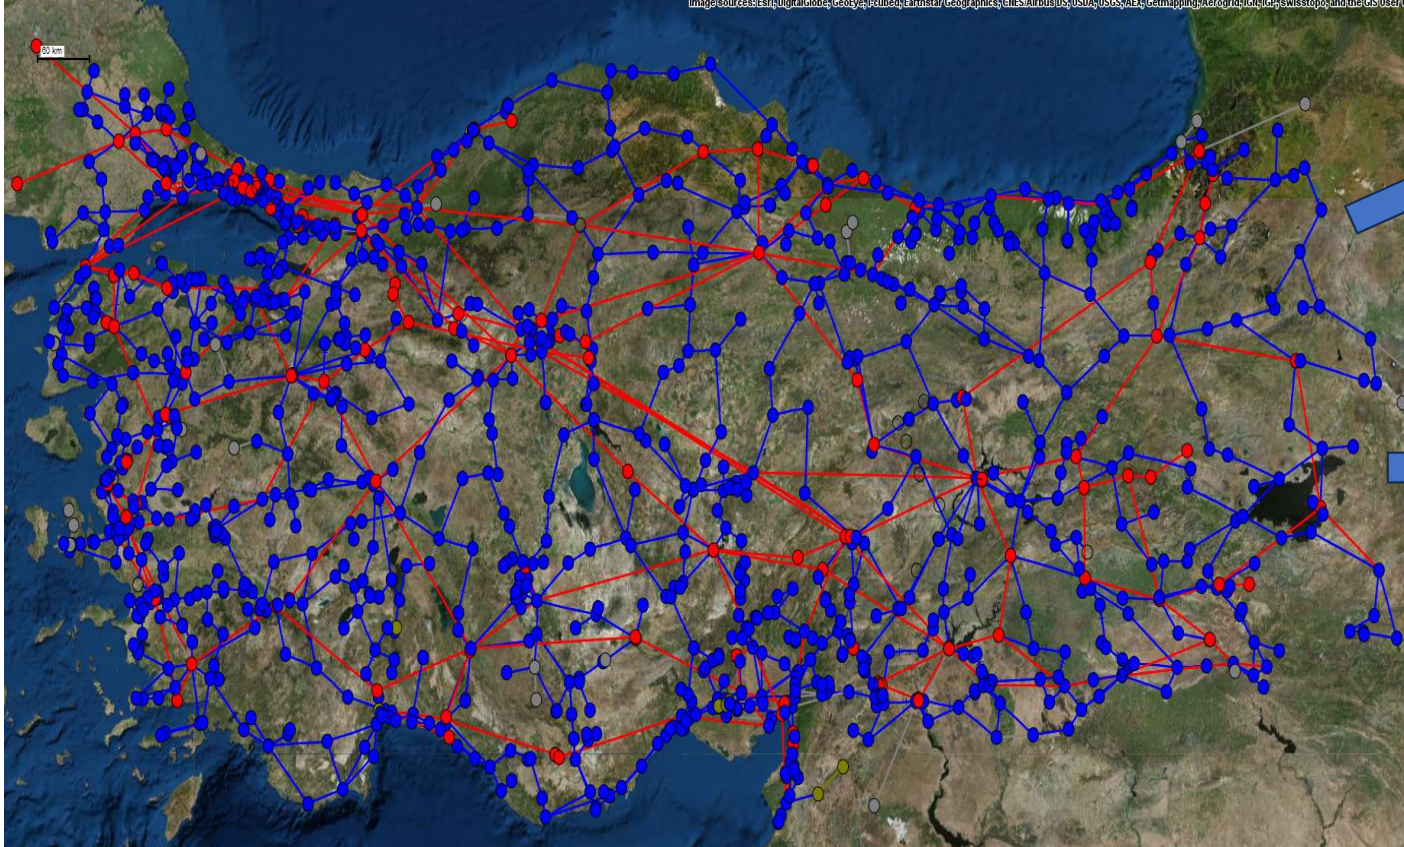 Image sources: Esri, DigitalGlobe, GeoEye, i-cubed, Earthstar Geographics, CNES/Airbus DS, USDA, USGS, AEX, Getmapping, Aerogrid, IGN, IGP, swisstopo, and the GIS User
60 km